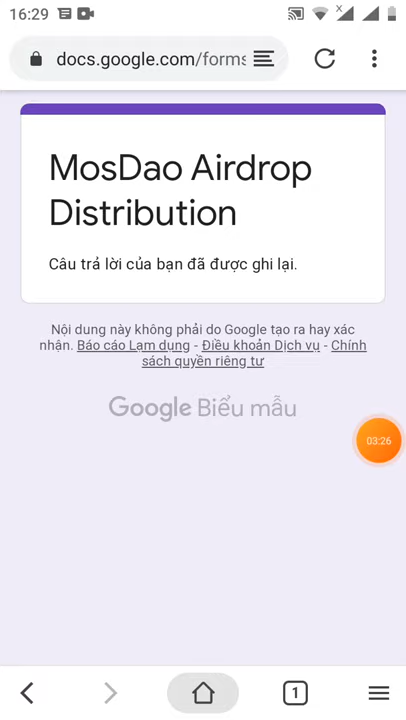 16:29
docs.google.com/forms
MosDao Airdrop
Distribution
Câu trả lời của bạn đã được ghi lại.
Nội dung này không phải do Google tạo ra hay xác
nhận. Báo cáo Lạm dụng - Điều khoản Dịch vụ - Chính
sách quyền riêng tư
Google Biểu mẫu
03:26
1